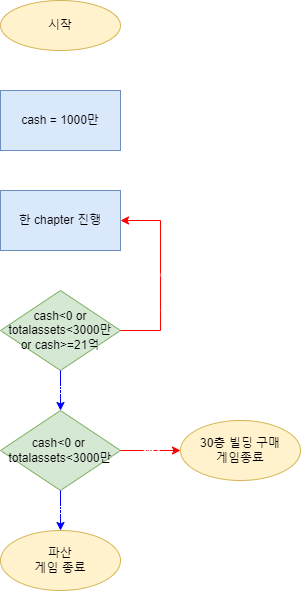 시작
cash = 1000만
한 chapter 진행
cash<0 or
totalassets<3000만
or cash>=21억
cash<0 or
totalassets<3000만
30층 빌딩 구매
게임종료
파산
게임 종료